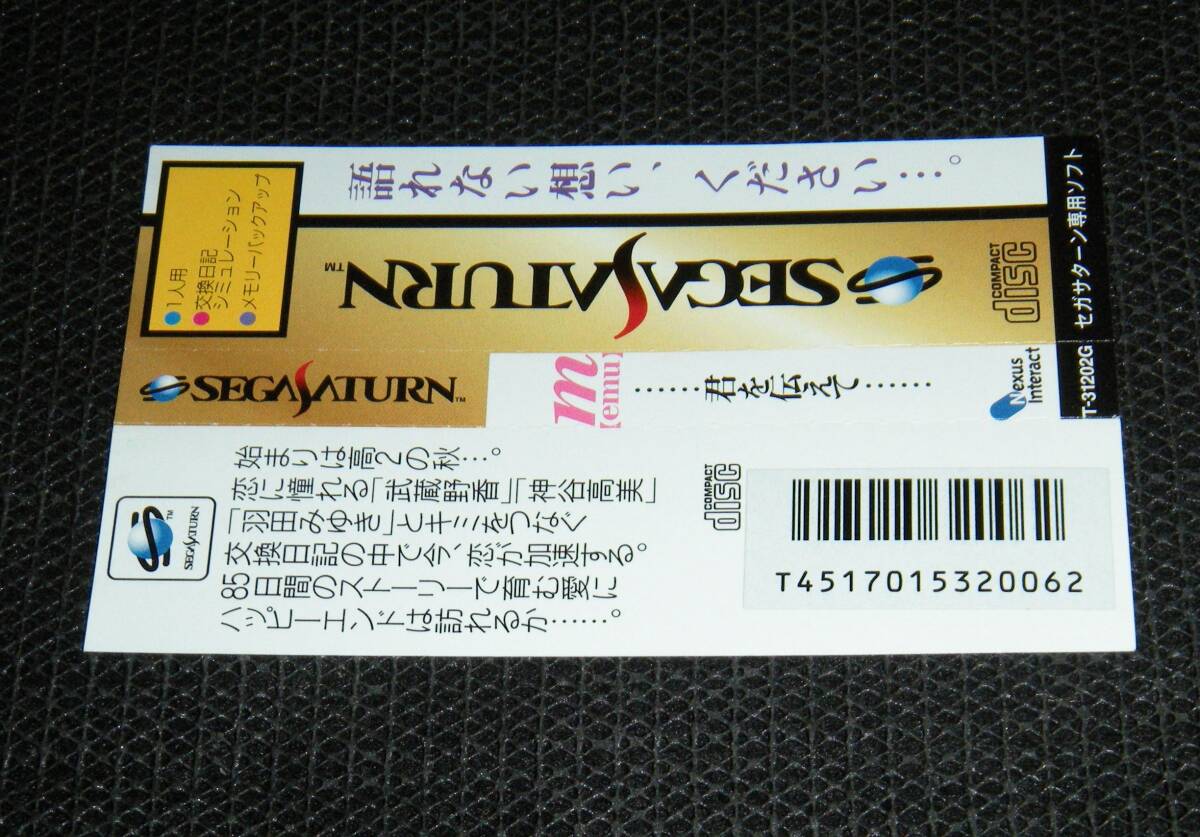 語れない想い、ください…。
●1人用
●交換日記
シミュレーション
●メモリーバックアップ
SEGASATURN™
COMPACT
disc
セガサターン専用ソフト
SEGASATURN™
m
[emu]
……君を伝えて……
Nexus
Interact
T-31202G
始まりは高2の秋…。
恋に憧れる「武蔵野香」「神谷高美」
「羽田みゆき」とキミをつなぐ
交換日記の中で今、恋が加速する。
85日間のストーリーで育む愛に
ハッピーエンドは訪れるか……。
SEGASATURN™
COMPACT
disc
T4517015320062